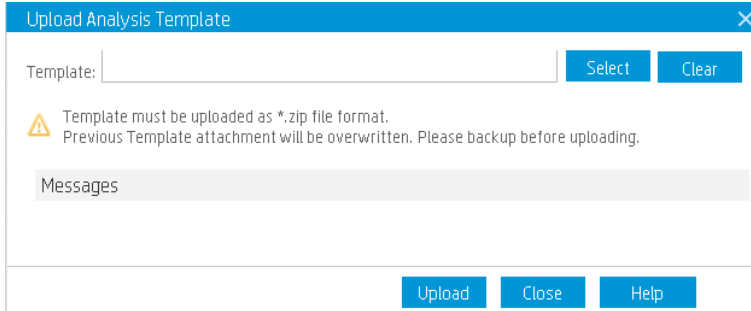 Upload Analysis Template
Template:
Select
Clear
Template must be uploaded as *.zip file format.
Previous Template attachment will be overwritten. Please backup before uploading.
Messages
Upload
Close
Help